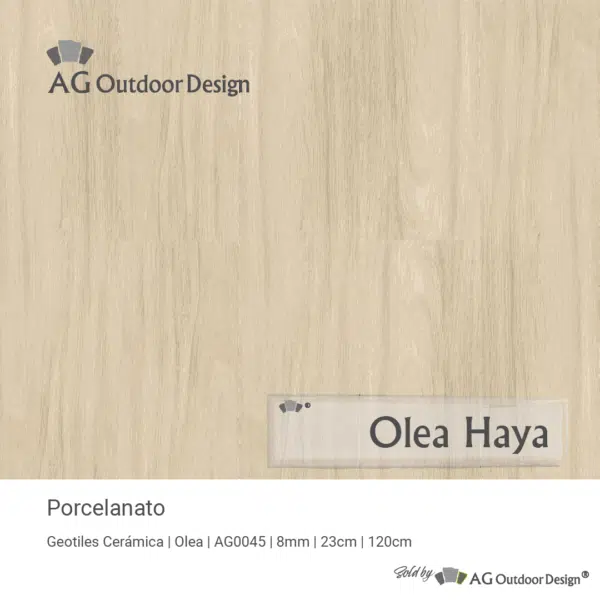 AG Outdoor Design
®
Olea Haya
Porcelanato
Geotiles Cerámica | Olea | AG0045 | 8mm | 23cm | 120cm
Sold by AG Outdoor Design®